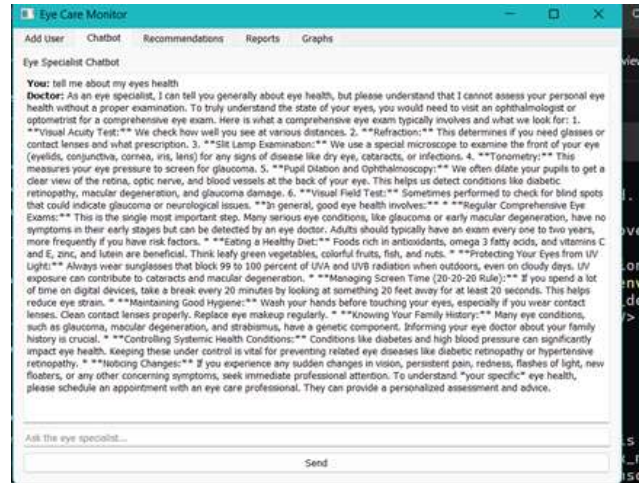 Eye Care Monitor
Add User Chatbot Recommendations Reports Graphs
Eye Specialist Chatbot
You: tell me about my eyes health
Doctor: As an eye specialist, I can tell you generally about eye health, but please understand that I cannot assess your personal eye
health without a proper examination. To truly understand the state of your eyes, you would need to visit an ophthalmologist or
optometrist for a comprehensive eye exam. Here is what a comprehensive eye exam typically involves and what we look for: 1.
**Visual Acuity Test:** We check how well you see at various distances. 2. **Refraction:** This determines if you need glasses or
contact lenses and what prescription. 3. **Slit Lamp Examination:** We use a special microscope to examine the front of your eye
(eyelids, conjunctiva, cornea, iris, lens) for any signs of disease like dry eye, cataracts, or infections. 4. **Tonometry:** This
measures your eye pressure to screen for glaucoma. 5. **Pupil Dilation and Ophthalmoscopy:** We often dilate your pupils to get a
clear view of the retina, optic nerve, and blood vessels at the back of your eye. This helps us detect conditions like diabetic
retinopathy, macular degeneration, and glaucoma damage. 6. **Visual Field Test:** Sometimes performed to check for blind spots
that could indicate glaucoma or neurological issues. **In general, good eye health involves:** * **Regular Comprehensive Eye
Exams:** This is the single most important step. Many serious eye conditions, like glaucoma or early macular degeneration, have no
symptoms in their early stages but can be detected by an eye doctor. Adults should typically have an exam every one to two years,
more frequently if you have risk factors. * **Eating a Healthy Diet:** Foods rich in antioxidants, omega 3 fatty acids, and vitamins C
and E, zinc, and lutein are beneficial. Think leafy green vegetables, colorful fruits, fish, and nuts. * **Protecting Your Eyes from UV
Light:** Always wear sunglasses that block 99 to 100 percent of UVA and UVB radiation when outdoors, even on cloudy days. UV
exposure can contribute to cataracts and macular degeneration. * **Managing Screen Time (20-20-20 Rule):** If you spend a lot
of time on digital devices, take a break every 20 minutes by looking at something 20 feet away for at least 20 seconds. This helps
reduce eye strain. * **Maintaining Good Hygiene:** Wash your hands before touching your eyes, especially if you wear contact
lenses. Clean contact lenses properly. Replace eye makeup regularly. * **Knowing Your Family History:** Many eye conditions,
such as glaucoma, macular degeneration, and strabismus, have a genetic component. Informing your eye doctor about your family
history is crucial. * **Controlling Systemic Health Conditions:** Conditions like diabetes and high blood pressure can significantly
impact eye health. Keeping these under control is vital for preventing related eye diseases like diabetic retinopathy or hypertensive
retinopathy. * **Noticing Changes:** If you experience any sudden changes in vision, persistent pain, redness, flashes of light, new
floaters, or any other concerning symptoms, seek immediate professional attention. To understand *your specific* eye health,
please schedule an appointment with an eye care professional. They can provide a personalized assessment and advice.
Ask the eye specialist...
Send